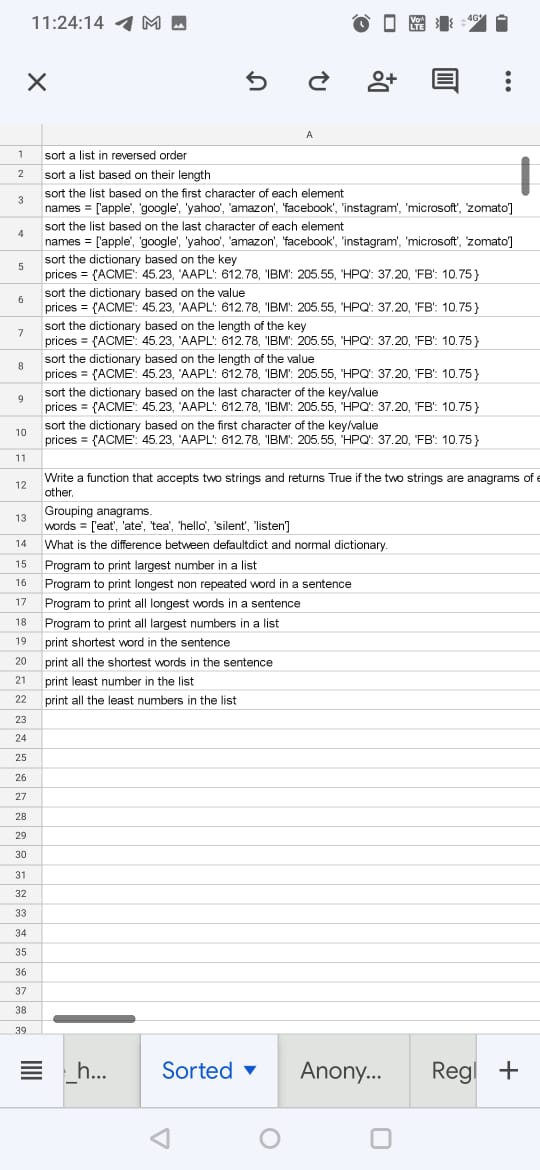 11:24:14
Vo))
LTE
4G
A
1 sort a list in reversed order
2 sort a list based on their length
3 sort the list based on the first character of each element
names = ['apple', 'google', 'yahoo', 'amazon', 'facebook', 'instagram', 'microsoft', 'zomato']
4 sort the list based on the last character of each element
names = ['apple', 'google', 'yahoo', 'amazon', 'facebook', 'instagram', 'microsoft', 'zomato']
5 sort the dictionary based on the key
prices = {'ACME': 45.23, 'AAPL': 612.78, 'IBM': 205.55, 'HPQ': 37.20, 'FB': 10.75 }
6 sort the dictionary based on the value
prices = {'ACME': 45.23, 'AAPL': 612.78, 'IBM': 205.55, 'HPQ': 37.20, 'FB': 10.75 }
7 sort the dictionary based on the length of the key
prices = {'ACME': 45.23, 'AAPL': 612.78, 'IBM': 205.55, 'HPQ': 37.20, 'FB': 10.75 }
8 sort the dictionary based on the length of the value
prices = {'ACME': 45.23, 'AAPL': 612.78, 'IBM': 205.55, 'HPQ': 37.20, 'FB': 10.75 }
9 sort the dictionary based on the last character of the key/value
prices = {'ACME': 45.23, 'AAPL': 612.78, 'IBM': 205.55, 'HPQ': 37.20, 'FB': 10.75 }
10 sort the dictionary based on the first character of the key/value
prices = {'ACME': 45.23, 'AAPL': 612.78, 'IBM': 205.55, 'HPQ': 37.20, 'FB': 10.75 }
11
12 Write a function that accepts two strings and returns True if the two strings are anagrams of
other.
13 Grouping anagrams.
words = ['eat', 'ate', 'tea', 'hello', 'silent', 'listen']
14 What is the difference between defaultdict and normal dictionary.
15 Program to print largest number in a list
16 Program to print longest non repeated word in a sentence
17 Program to print all longest words in a sentence
18 Program to print all largest numbers in a list
19 print shortest word in the sentence
20 print all the shortest words in the sentence
21 print least number in the list
22 print all the least numbers in the list
23
24
25
26
27
28
29
30
31
32
33
34
35
36
37
38
39
_h... Sorted Anony... Reg